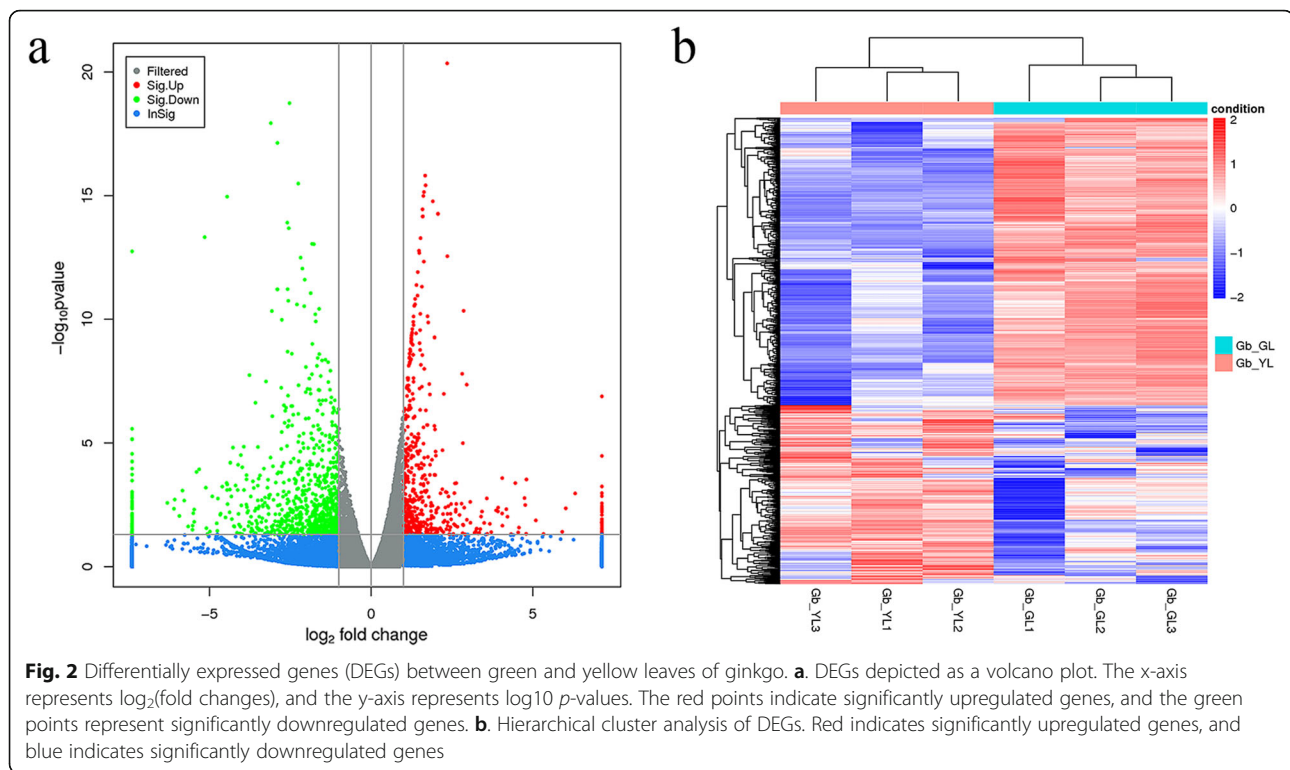 a
Filtered
Sig.Up
Sig.Down
InSig
20
15
10
5
0
−log10pvalue
−5 0 5
log2 fold change
b
condition
2
1
0
−1
−2
Gb_GL
Gb_YL
Gb_YL3
Gb_YL1
Gb_YL2
Gb_GL1
Gb_GL2
Gb_GL3
Fig. 2 Differentially expressed genes (DEGs) between green and yellow leaves of ginkgo. a. DEGs depicted as a volcano plot. The x-axis
represents log2(fold changes), and the y-axis represents log10 p-values. The red points indicate significantly upregulated genes, and the green
points represent significantly downregulated genes. b. Hierarchical cluster analysis of DEGs. Red indicates significantly upregulated genes, and
blue indicates significantly downregulated genes